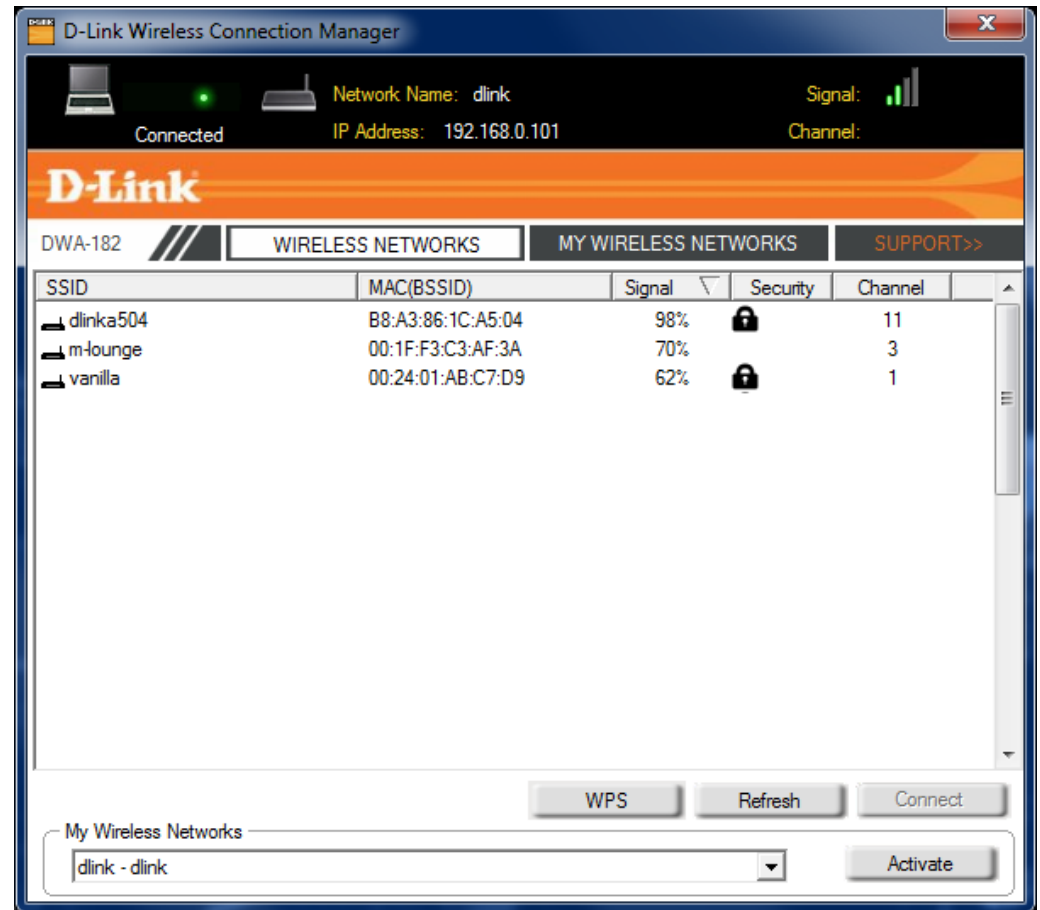 D-Link Wireless Connection Manager
Network Name: dlink Signal:
Connected IP Address: 192.168.0.101 Channel:
D-Link
DWA-182 WIRELESS NETWORKS MY WIRELESS NETWORKS SUPPORT>>
SSID MAC(BSSID) Signal Security Channel
dlinka504 B8:A3:86:1C:A5:04 98% 11
m-lounge 00:1F:F3:C3:AF:3A 70% 3
vanilla 00:24:01:AB:C7:D9 62% 1
WPS Refresh Connect
My Wireless Networks
dlink - dlink Activate